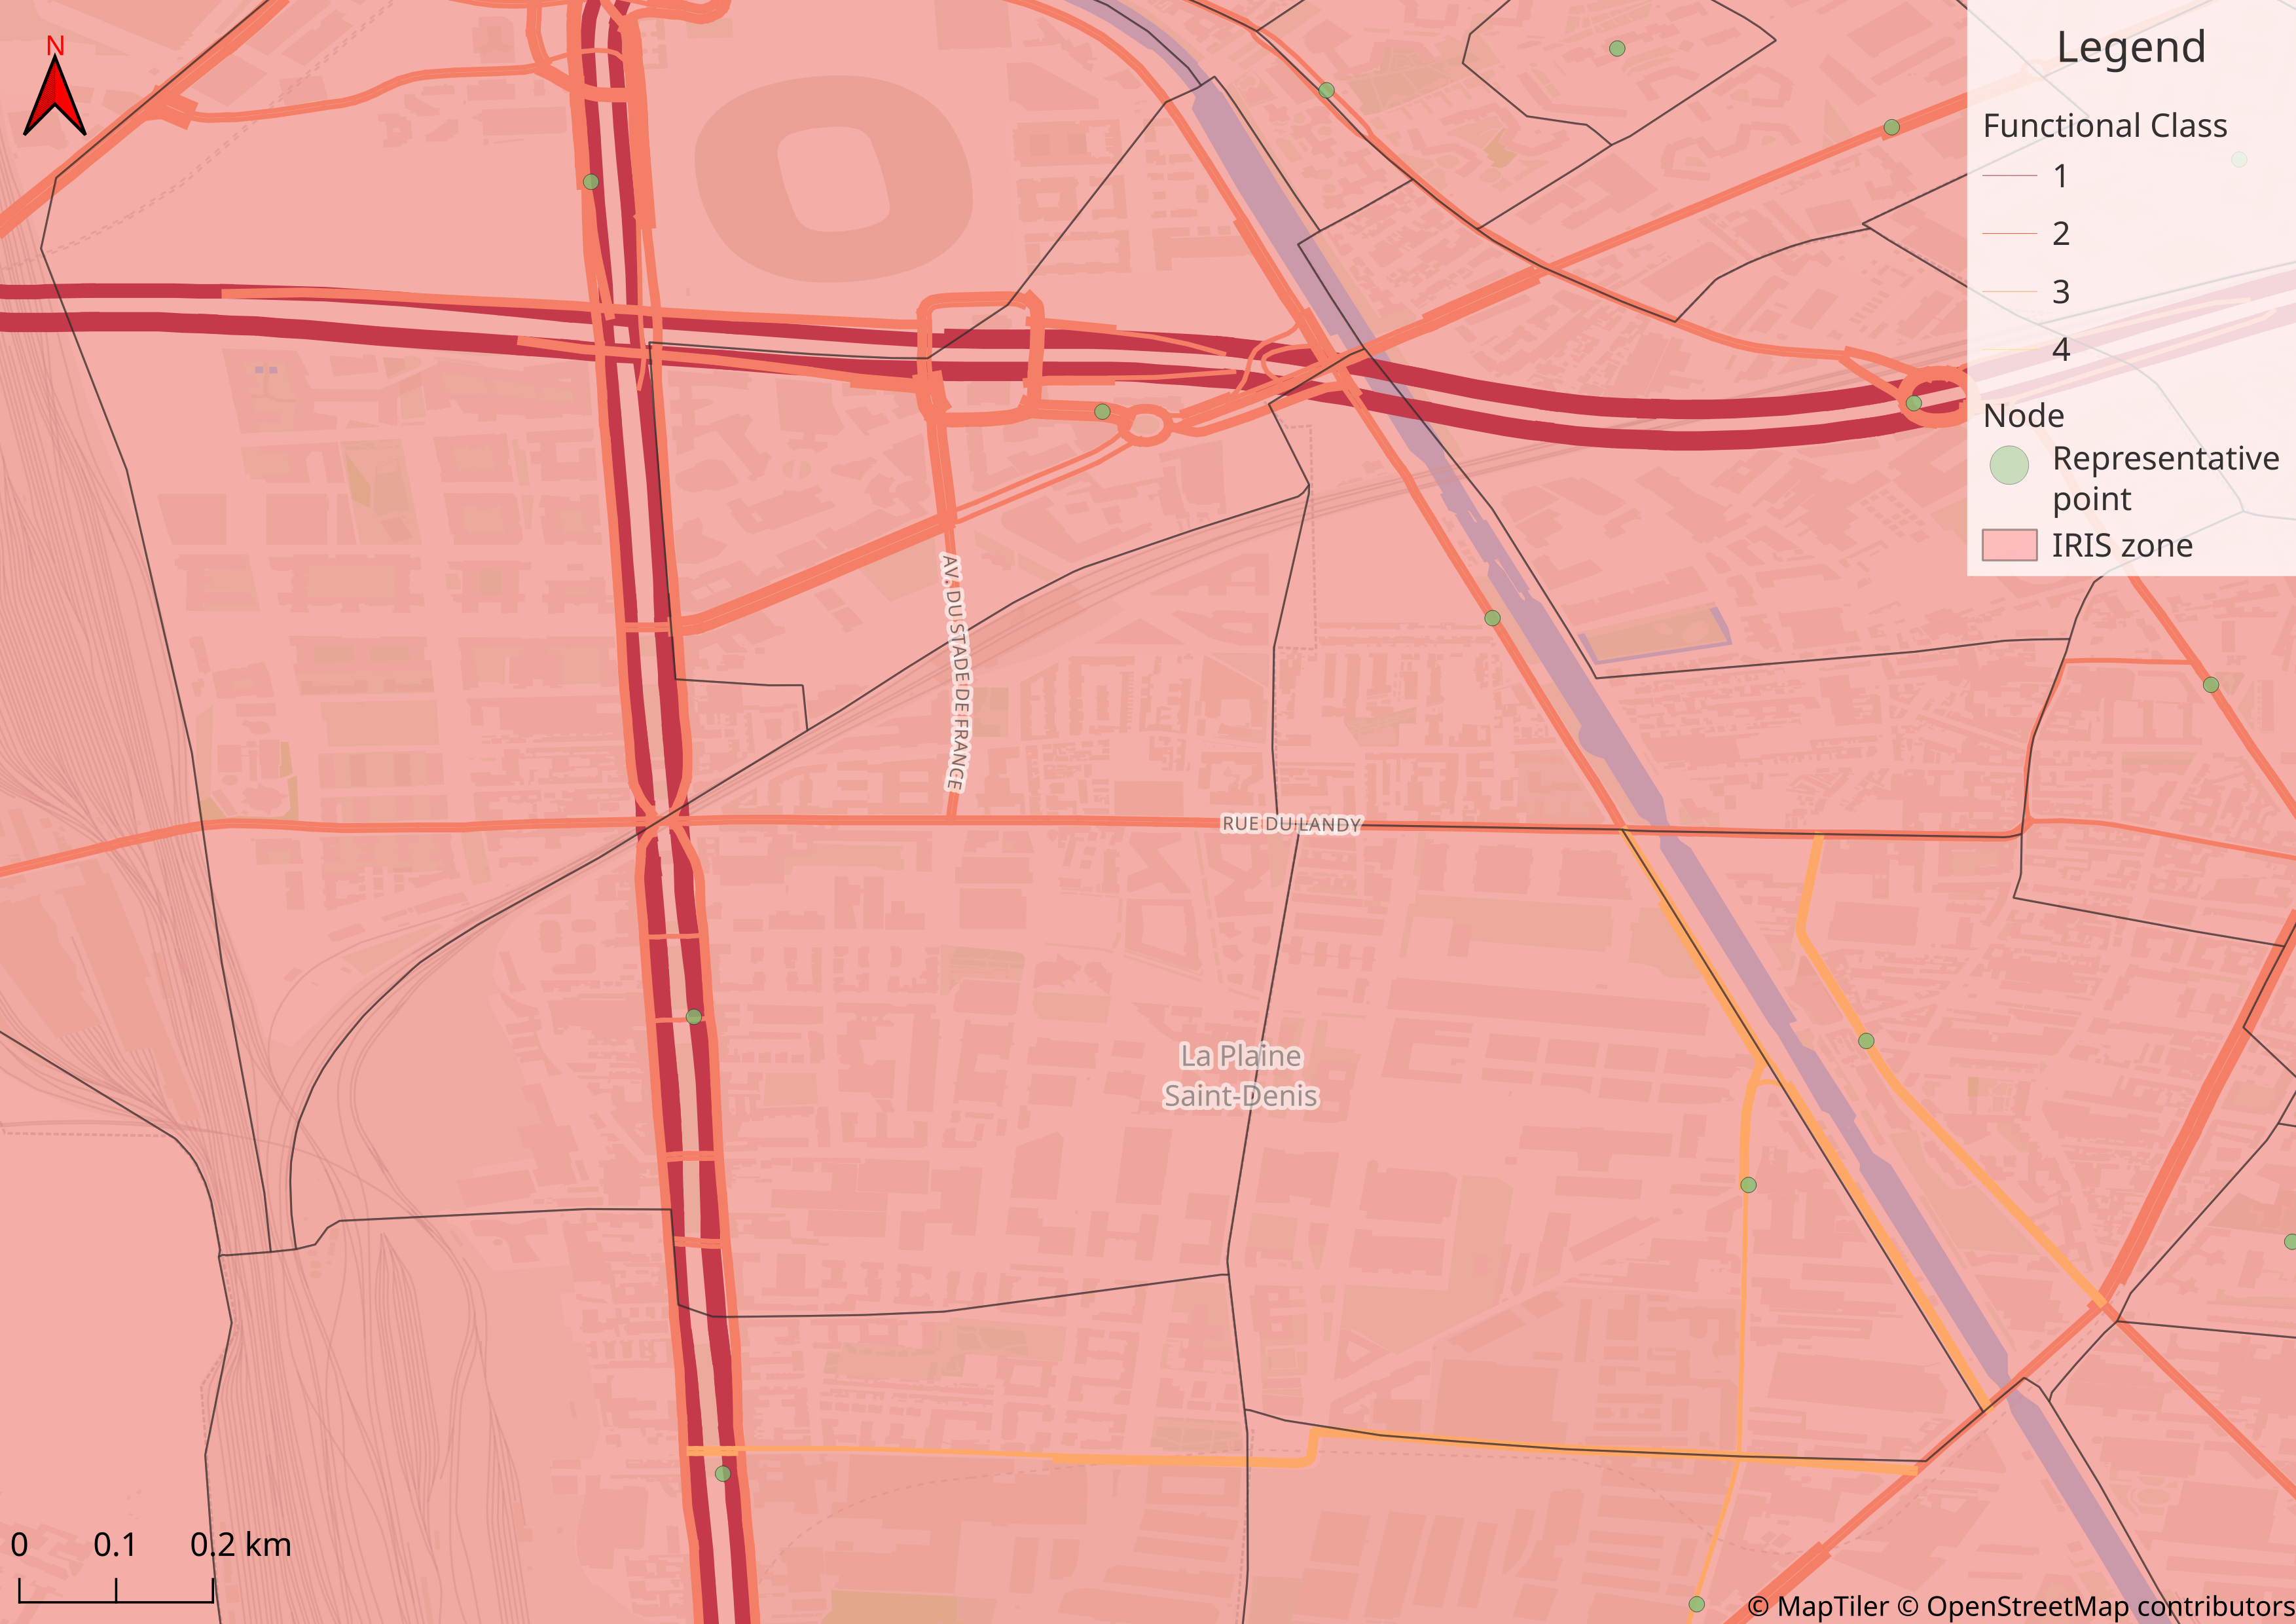 N
Legend
Functional Class
1
2
3
4
Node
Representative
point
IRIS zone
AV. DU STADE DE FRANCE
RUE DU LANDY
La Plaine
Saint-Denis
0 0.1 0.2 km
© MapTiler © OpenStreetMap contributors